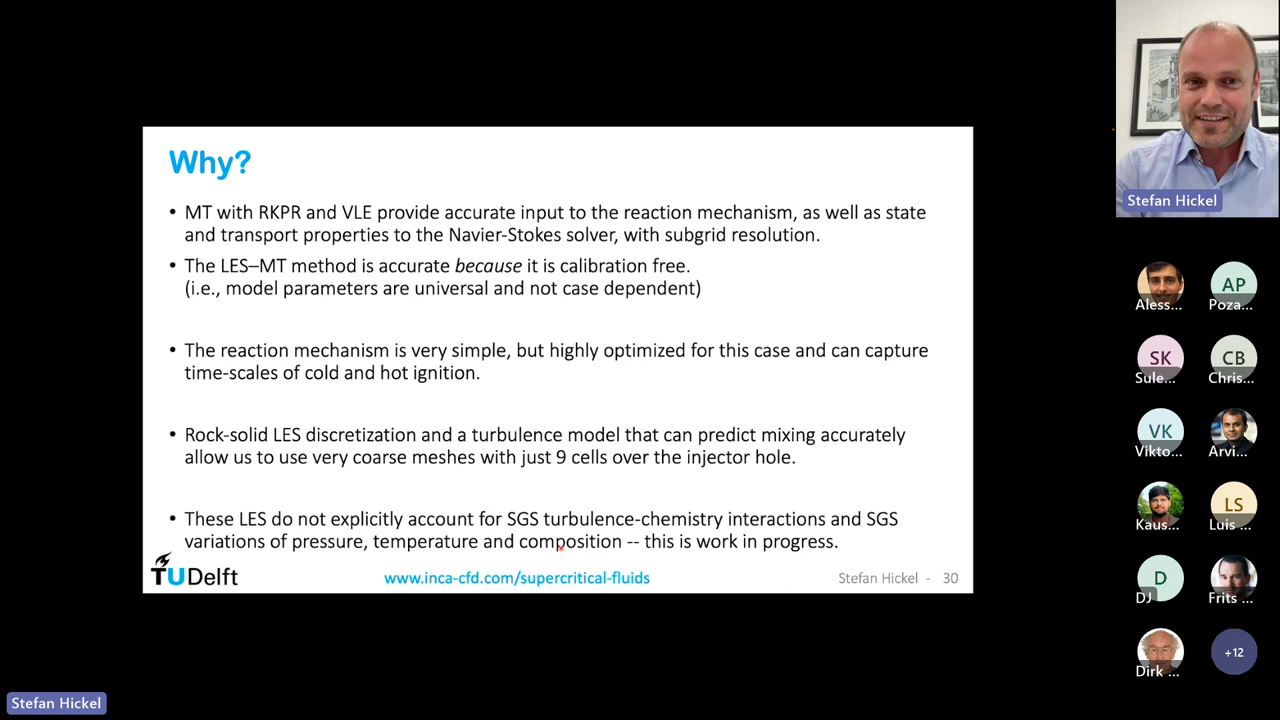 Why?
• MT with RKPR and VLE provide accurate input to the reaction mechanism, as well as state
and transport properties to the Navier-Stokes solver, with subgrid resolution.
• The LES–MT method is accurate because it is calibration free.
(i.e., model parameters are universal and not case dependent)
• The reaction mechanism is very simple, but highly optimized for this case and can capture
time-scales of cold and hot ignition.
• Rock-solid LES discretization and a turbulence model that can predict mixing accurately
allow us to use very coarse meshes with just 9 cells over the injector hole.
• These LES do not explicitly account for SGS turbulence-chemistry interactions and SGS
variations of pressure, temperature and composition -- this is work in progress.
TUDelft
www.inca-cfd.com/supercritical-fluids
Stefan Hickel - 30
Stefan Hickel
Aless...
AP
Poza...
SK
Sule...
CB
Chris...
VK
Vikto...
Arvi...
Kaus...
LS
Luis ...
D
DJ
Frits ...
Dirk ...
+12
Stefan Hickel